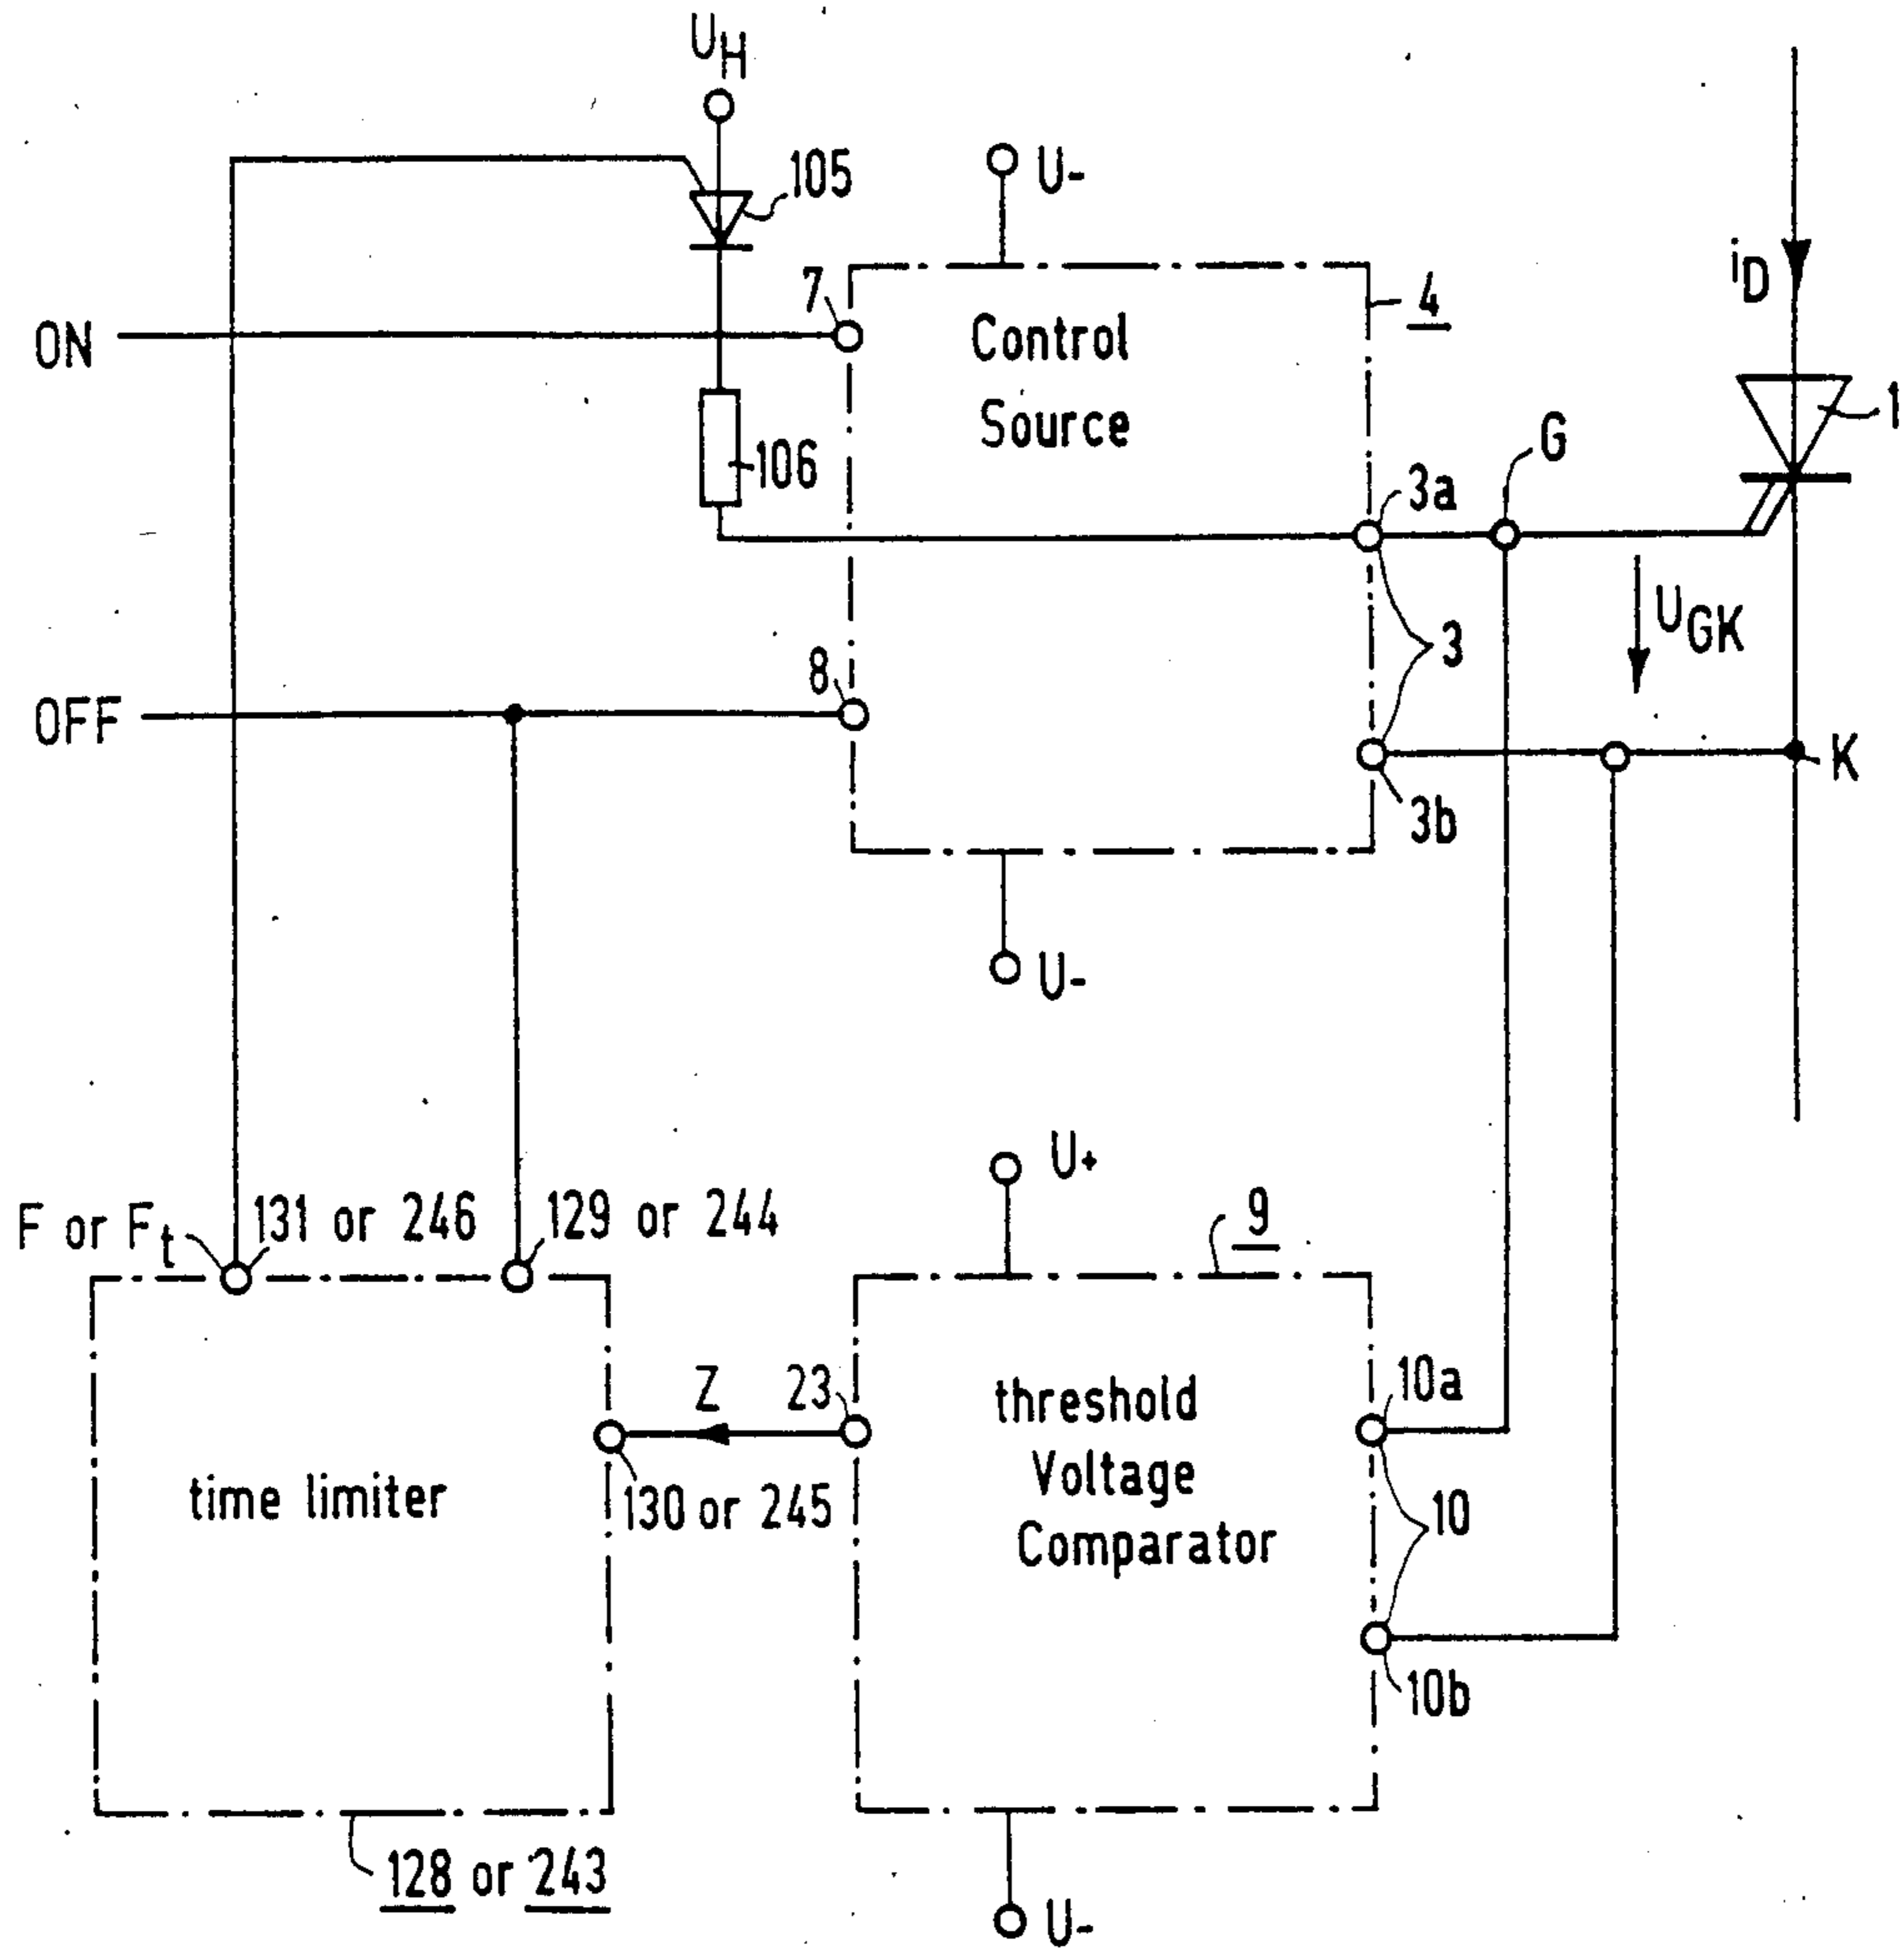 U_H
U-
105
i_D
7
4
ON
Control
Source
1
106
G
3a
U_GK
8
3
OFF
K
3b
U-
U+
F or F_t
131 or 246
129 or 244
9
Z
23
10a
threshold
Voltage
Comparator
time limiter
130 or 245
10
10b
128 or 243
U-